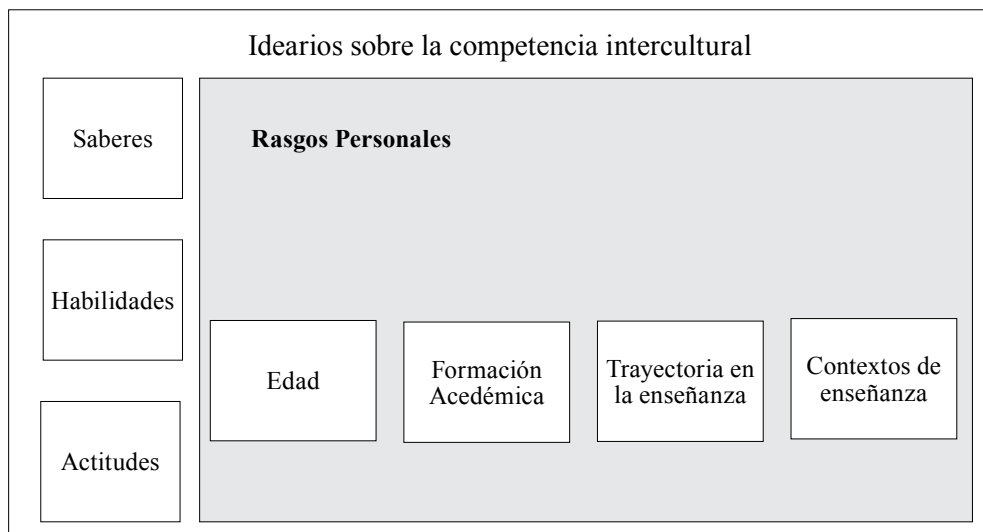 Idearios sobre la competencia intercultural
Saberes
Rasgos Personales
Habilidades
Edad
Formación
Acedémica
Trayectoria en
la enseñanza
Contextos de
enseñanza
Actitudes